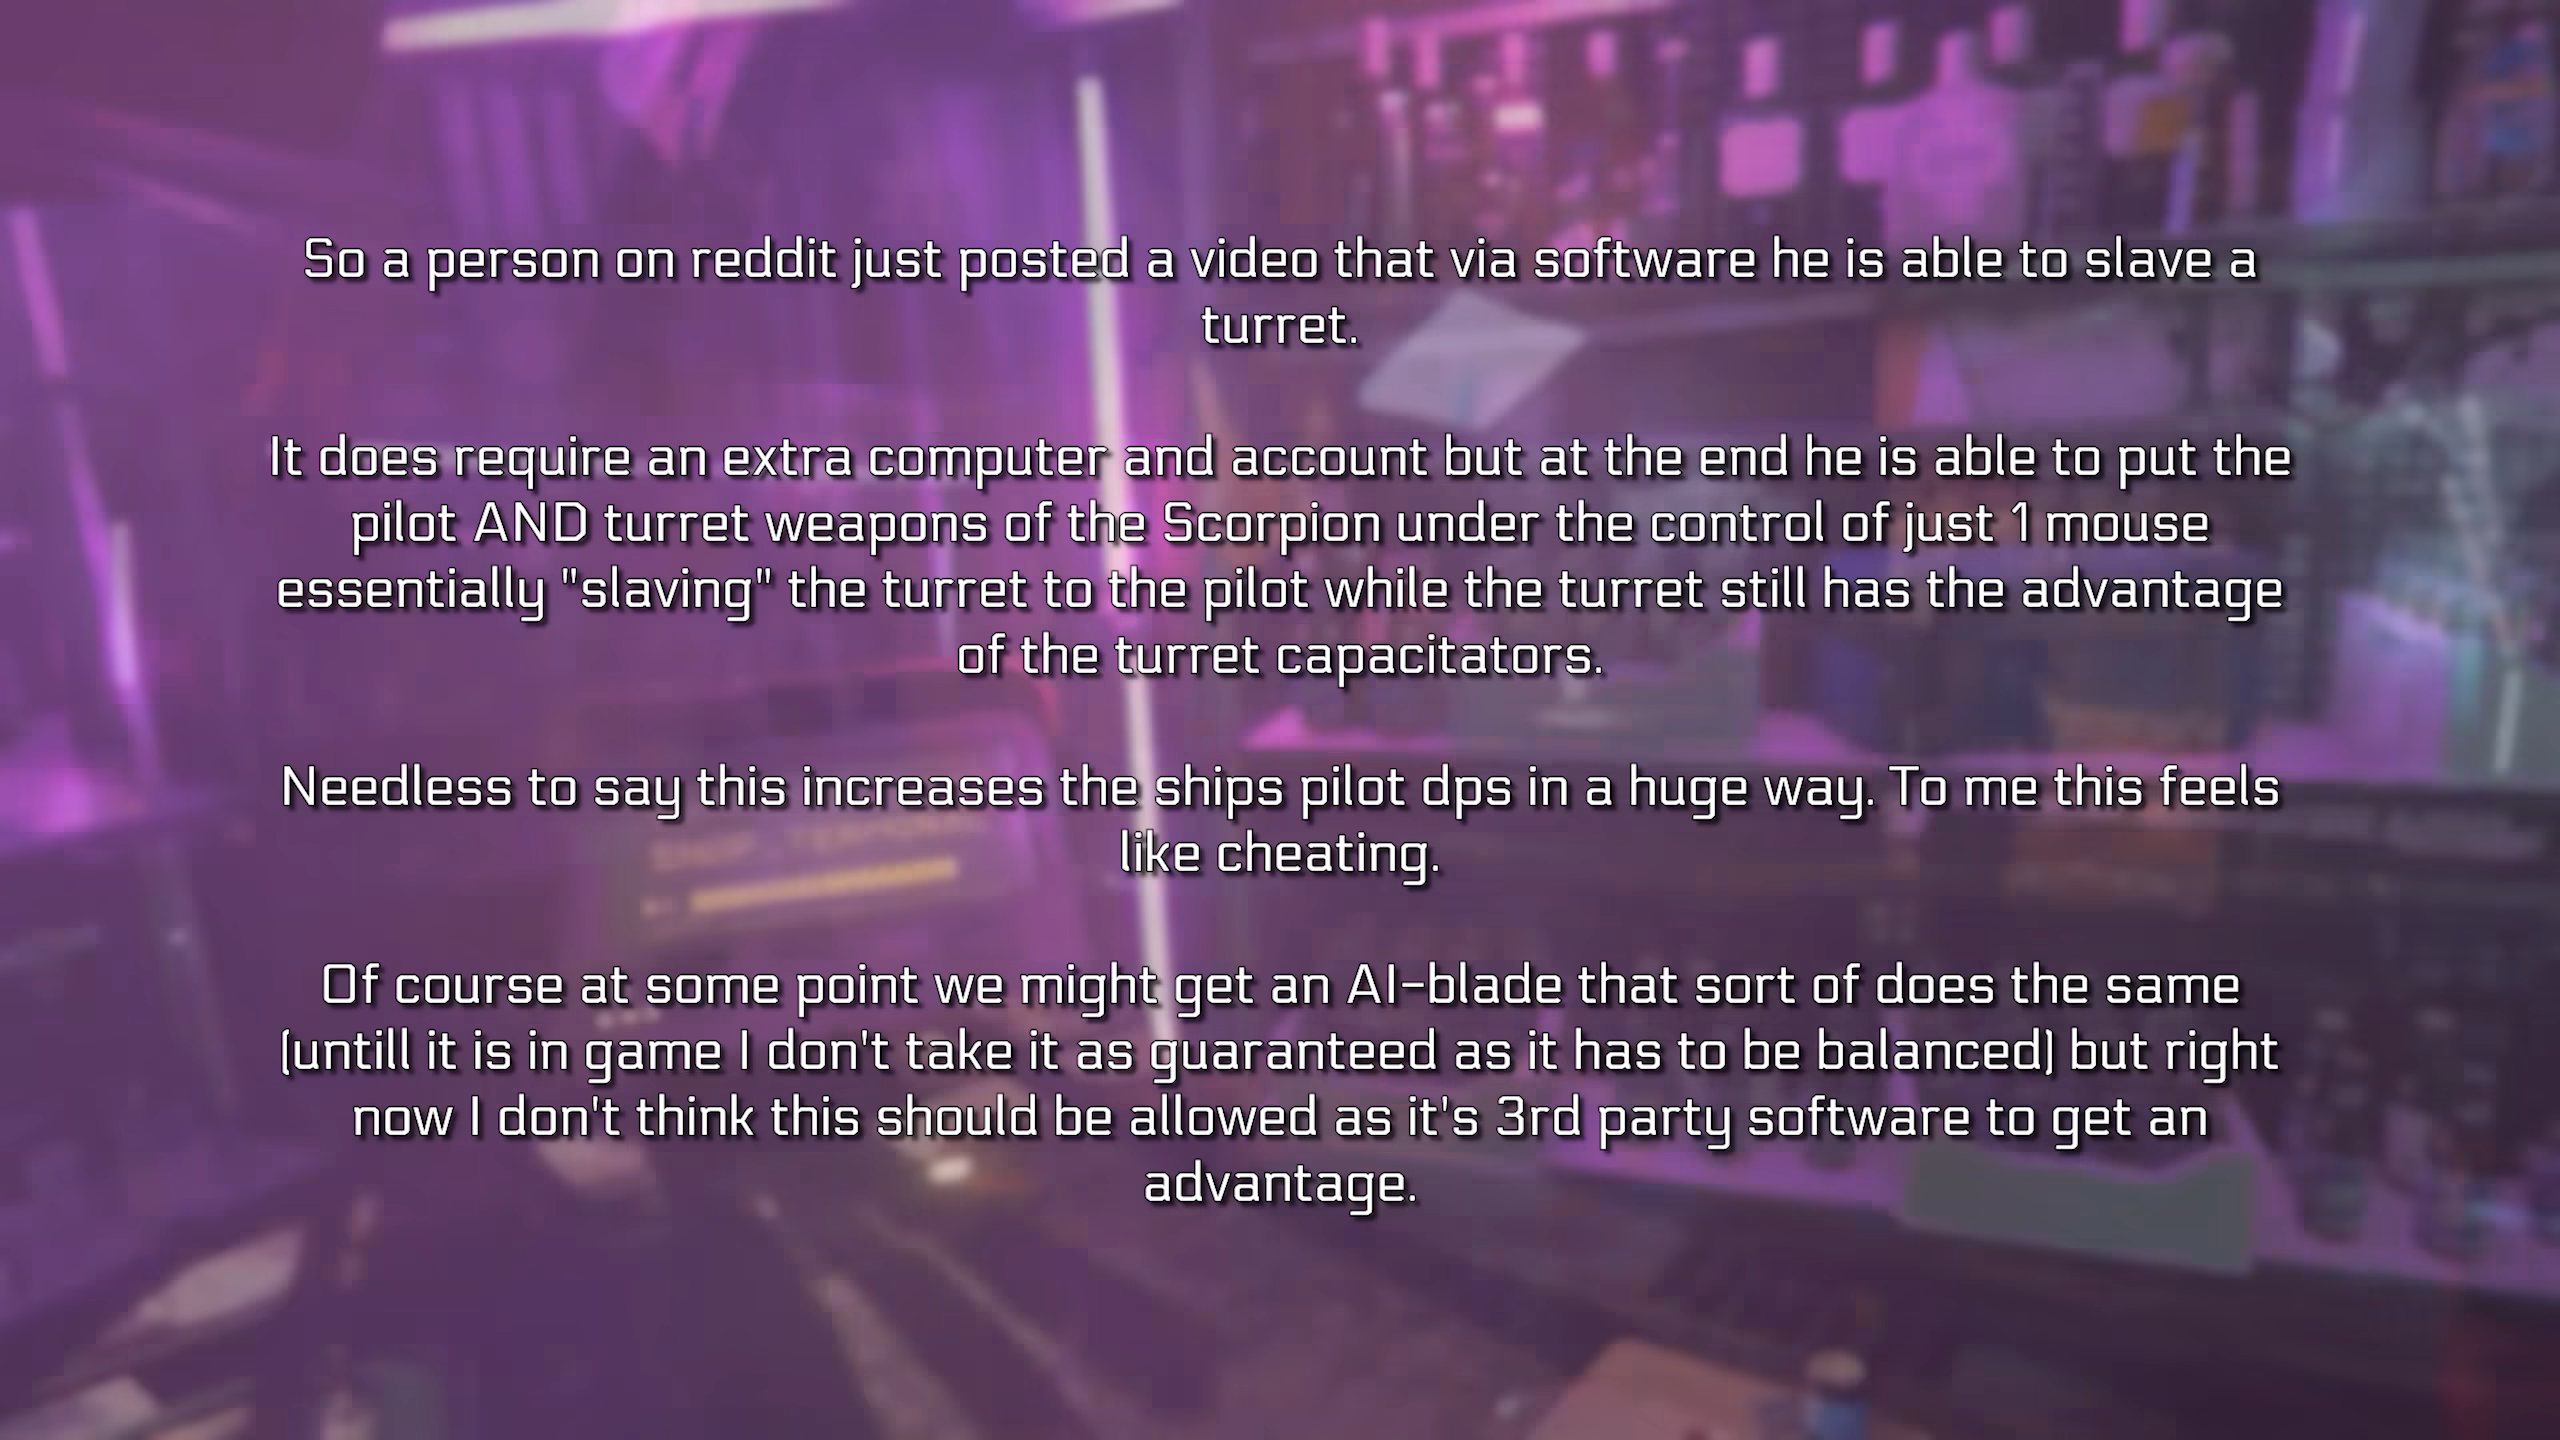 So a person on reddit just posted a video that via software he is able to slave a
turret.
It does require an extra computer and account but at the end he is able to put the
pilot AND turret weapons of the Scorpion under the control of just 1 mouse
essentially "slaving" the turret to the pilot while the turret still has the advantage
of the turret capacitators.
Needless to say this increases the ships pilot dps in a huge way. To me this feels
like cheating.
Of course at some point we might get an AI-blade that sort of does the same
(untill it is in game I don't take it as guaranteed as it has to be balanced) but right
now I don't think this should be allowed as it's 3rd party software to get an
advantage.